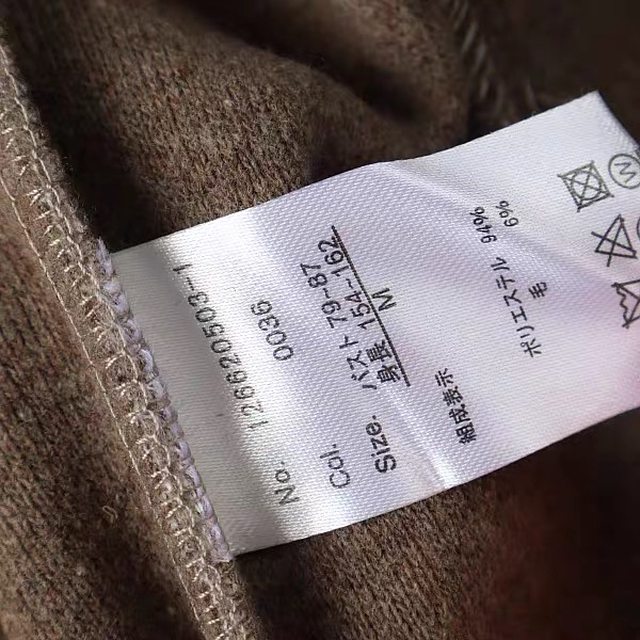 No. 126620503-1
Col. 0036
Size. バスト 79-87
身長 154-162
M
組成表示
ポリエステル 94%
毛 6%
W